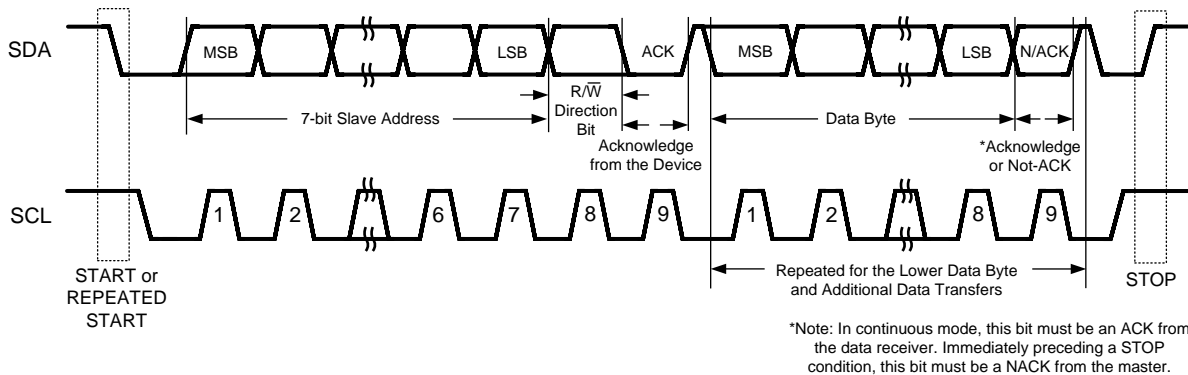 SDA
MSB
LSB
ACK
MSB
LSB
N/ACK
7-bit Slave Address
R/W̅
Direction
Bit
Acknowledge
from the Device
Data Byte
*Acknowledge
or Not-ACK
SCL
1
2
6
7
8
9
1
2
8
9
START or
REPEATED
START
Repeated for the Lower Data Byte
and Additional Data Transfers
STOP
*Note: In continuous mode, this bit must be an ACK from
the data receiver. Immediately preceding a STOP
condition, this bit must be a NACK from the master.